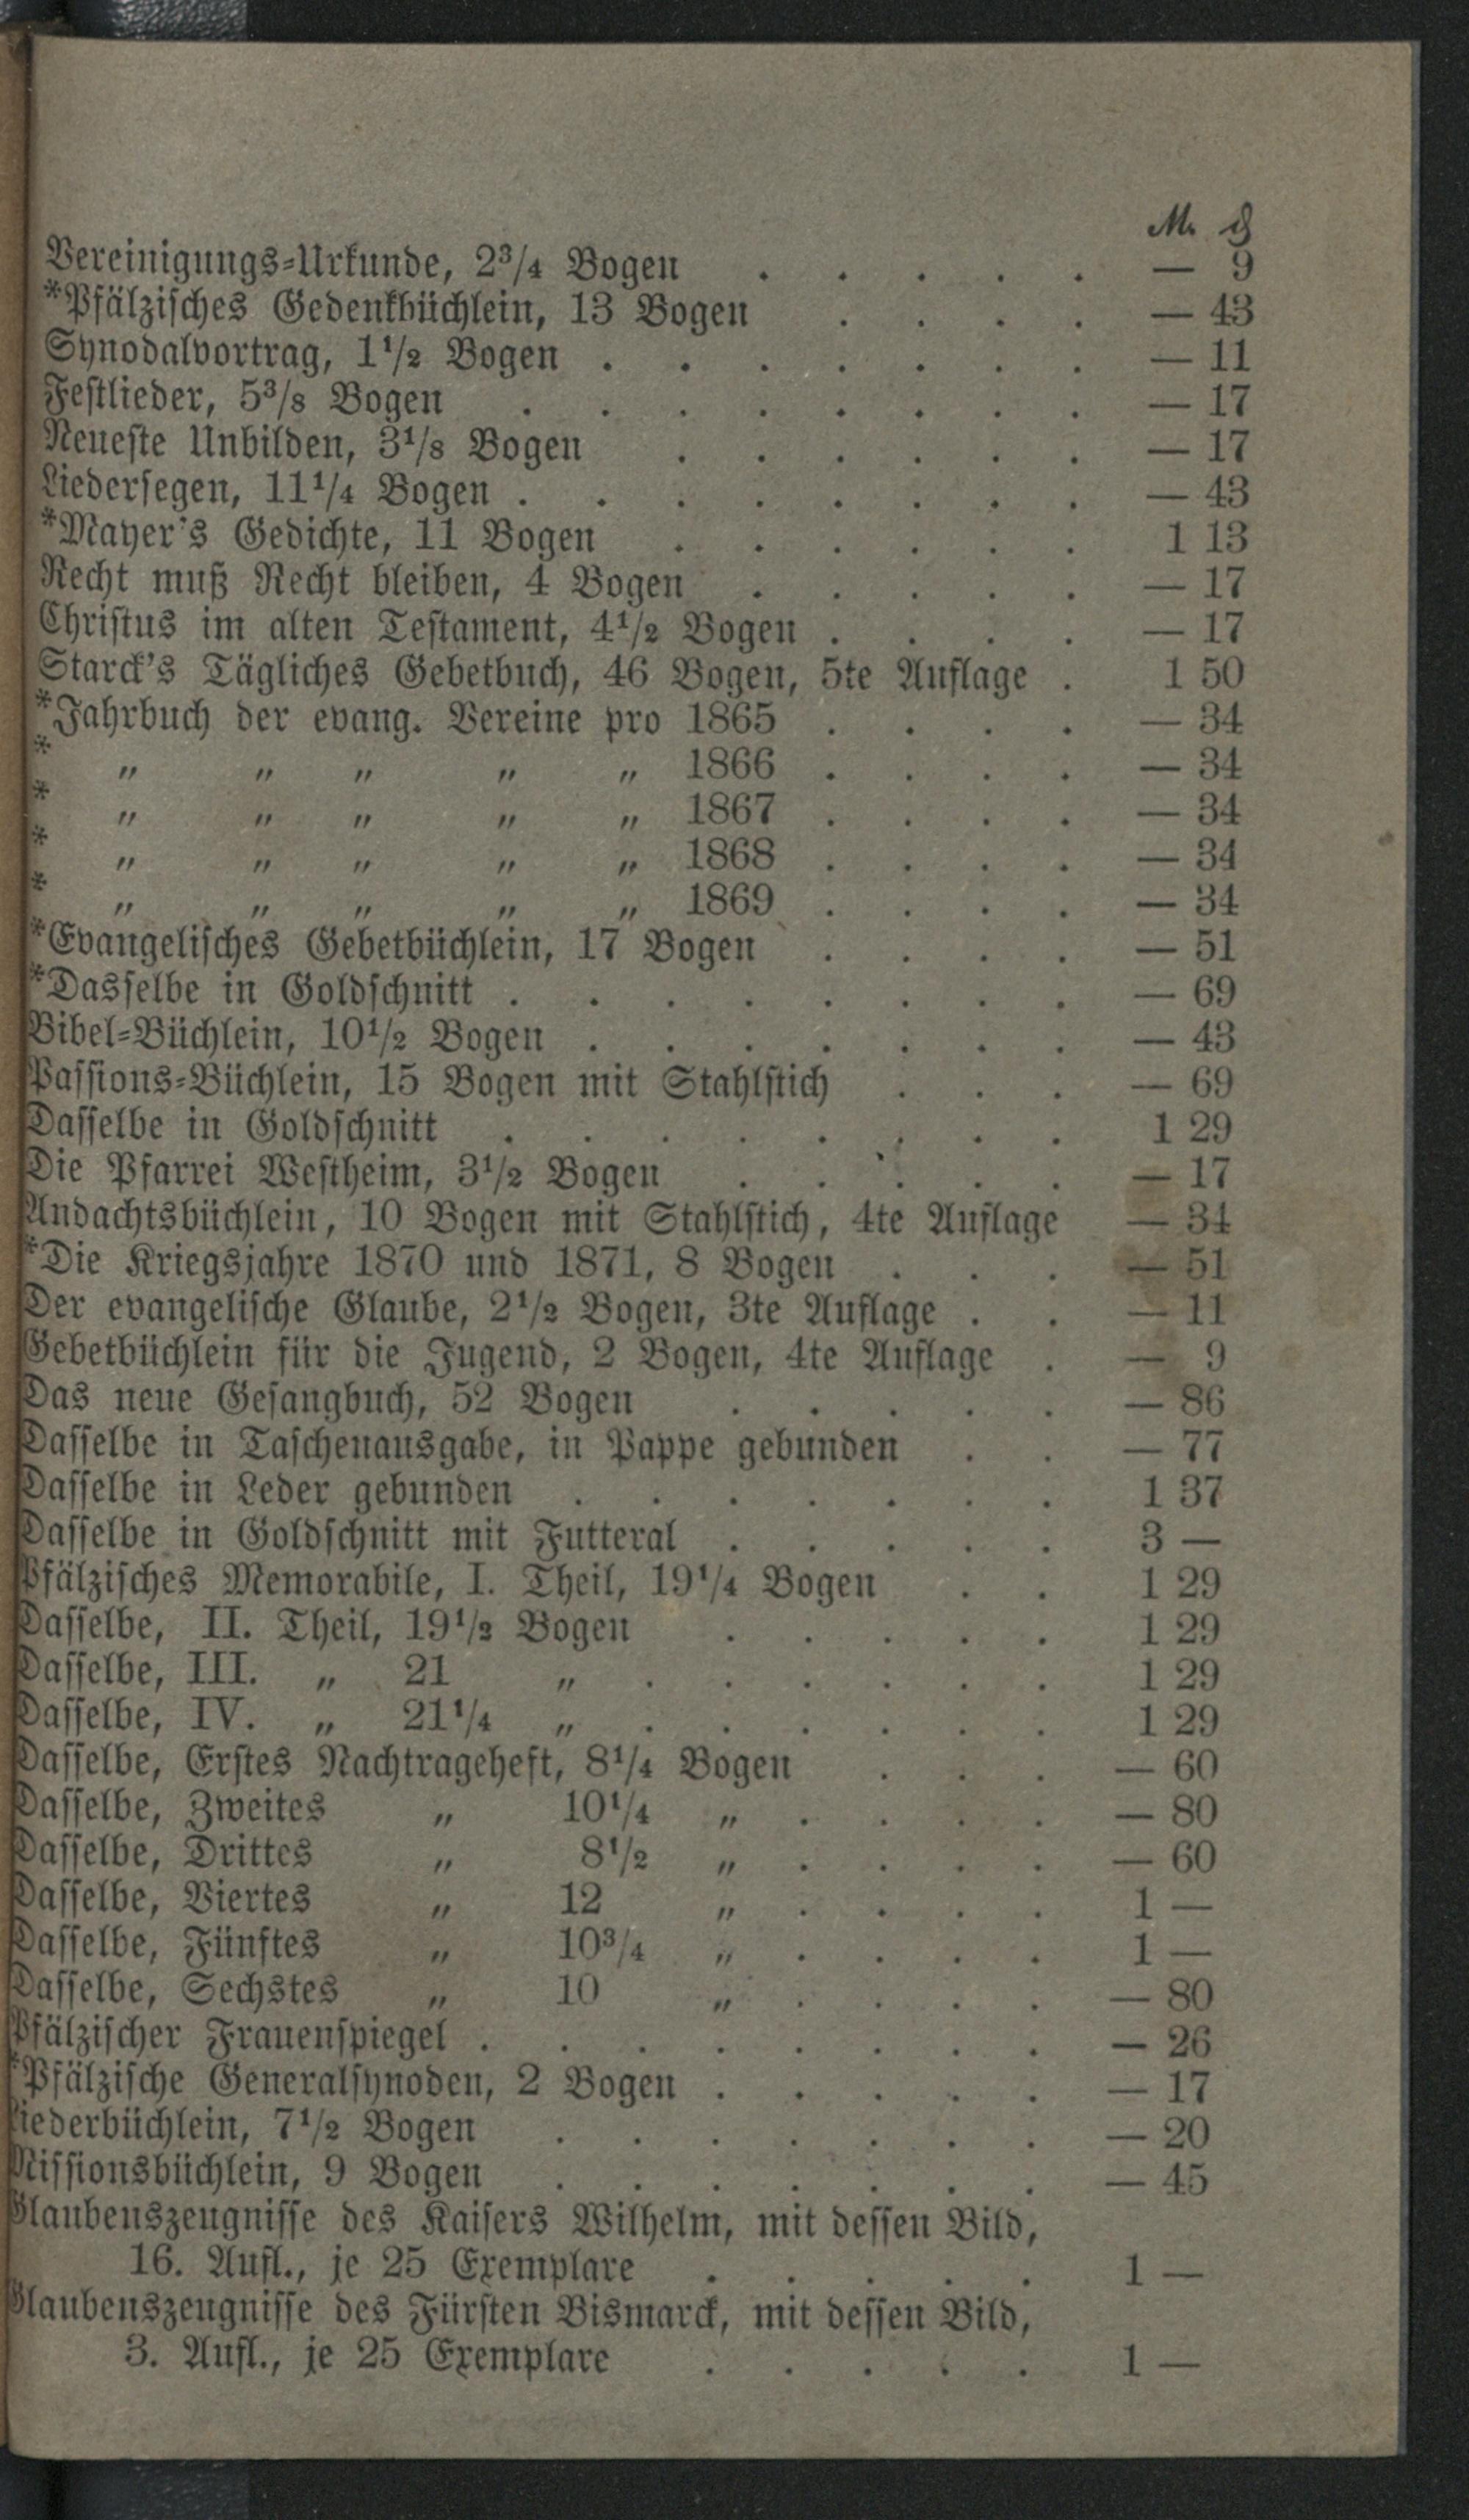 M. ₰
Vereinigungs-Urkunde, 2³/₄ Bogen . . . . . — 9
*Pfälzisches Gedenkbüchlein, 13 Bogen . . . . — 43
Synodalvortrag, 1¹/₂ Bogen . . . . . . . — 11
Festlieder, 5³/₈ Bogen . . . . . . . . — 17
Neueste Unbilden, 3¹/₈ Bogen . . . . . . — 17
Liedersegen, 11¹/₄ Bogen . . . . . . . . — 43
*Mayer's Gedichte, 11 Bogen . . . . . . 1 13
Recht muß Recht bleiben, 4 Bogen . . . . . — 17
Christus im alten Testament, 4¹/₂ Bogen . . . . — 17
Starck's Tägliches Gebetbuch, 46 Bogen, 5te Auflage . 1 50
*Jahrbuch der evang. Vereine pro 1865 . . . . — 34
* „ „ „ „ „ 1866 . . . . — 34
* „ „ „ „ „ 1867 . . . . — 34
* „ „ „ „ „ 1868 . . . . — 34
* „ „ „ „ „ 1869 . . . . — 34
*Evangelisches Gebetbüchlein, 17 Bogen . . . . — 51
*Dasselbe in Goldschnitt . . . . . . . . — 69
Bibel-Büchlein, 10¹/₂ Bogen . . . . . . . — 43
Passions-Büchlein, 15 Bogen mit Stahlstich . . . — 69
Dasselbe in Goldschnitt . . . . . . . . 1 29
Die Pfarrei Westheim, 3¹/₂ Bogen . . . . . — 17
Andachtsbüchlein, 10 Bogen mit Stahlstich, 4te Auflage — 34
*Die Kriegsjahre 1870 und 1871, 8 Bogen . . . — 51
Der evangelische Glaube, 2¹/₂ Bogen, 3te Auflage . . — 11
Gebetbüchlein für die Jugend, 2 Bogen, 4te Auflage . — 9
Das neue Gesangbuch, 52 Bogen . . . . . — 86
Dasselbe in Taschenausgabe, in Pappe gebunden . . — 77
Dasselbe in Leder gebunden . . . . . . . 1 37
Dasselbe in Goldschnitt mit Futteral . . . . . 3 —
Pfälzisches Memorabile, I. Theil, 19¹/₄ Bogen . . 1 29
Dasselbe, II. Theil, 19¹/₂ Bogen . . . . . 1 29
Dasselbe, III. „ 21 „ . . . . . . 1 29
Dasselbe, IV. „ 21¹/₄ „ . . . . . . 1 29
Dasselbe, Erstes Nachtrageheft, 8¹/₄ Bogen . . . — 60
Dasselbe, Zweites „ 10¹/₄ „ . . . . — 80
Dasselbe, Drittes „ 8¹/₂ „ . . . . — 60
Dasselbe, Viertes „ 12 „ . . . . 1 —
Dasselbe, Fünftes „ 10³/₄ „ . . . . 1 —
Dasselbe, Sechstes „ 10 „ . . . . — 80
Pfälzischer Frauenspiegel . . . . . . . . — 26
*Pfälzische Generalsynoden, 2 Bogen . . . . . — 17
Liederbüchlein, 7¹/₂ Bogen . . . . . . . — 20
Missionsbüchlein, 9 Bogen . . . . . . . — 45
Glaubenszeugnisse des Kaisers Wilhelm, mit dessen Bild,
16. Aufl., je 25 Exemplare . . . . . 1 —
Glaubenszeugnisse des Fürsten Bismarck, mit dessen Bild,
3. Aufl., je 25 Exemplare . . . . . 1 —